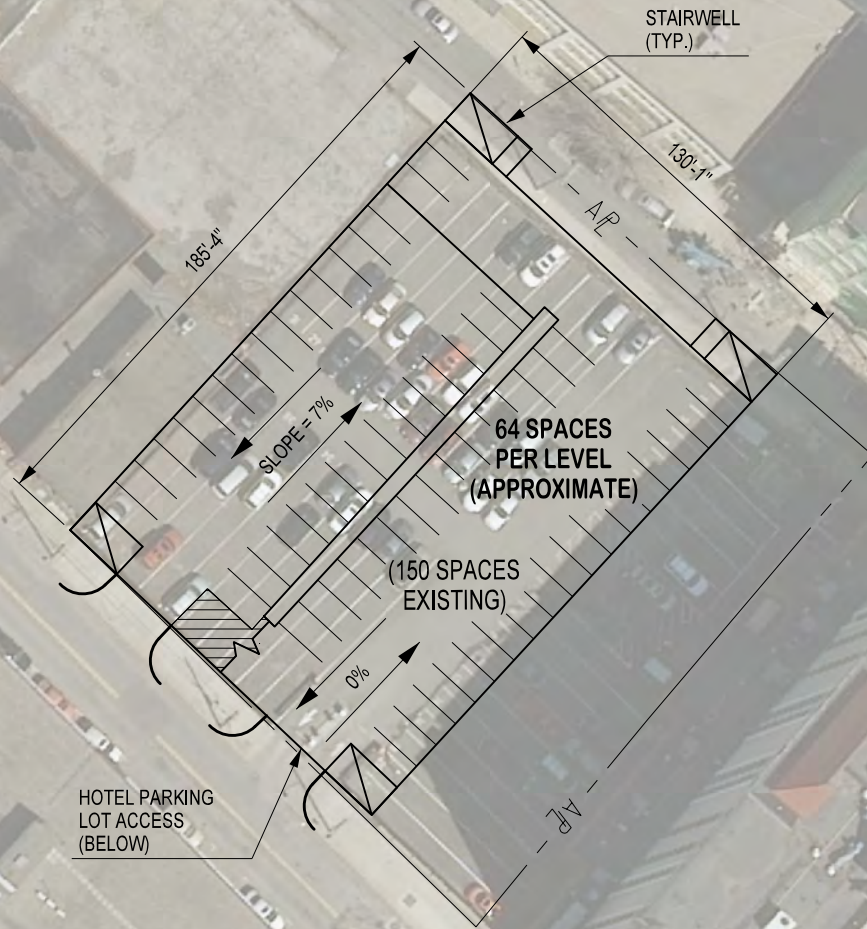 STAIRWELL
(TYP.)
130'-1"
185'-4"
A/PL
SLOPE = 7%
64 SPACES
PER LEVEL
(APPROXIMATE)
(150 SPACES
EXISTING)
0%
HOTEL PARKING
LOT ACCESS
(BELOW)
A/PL